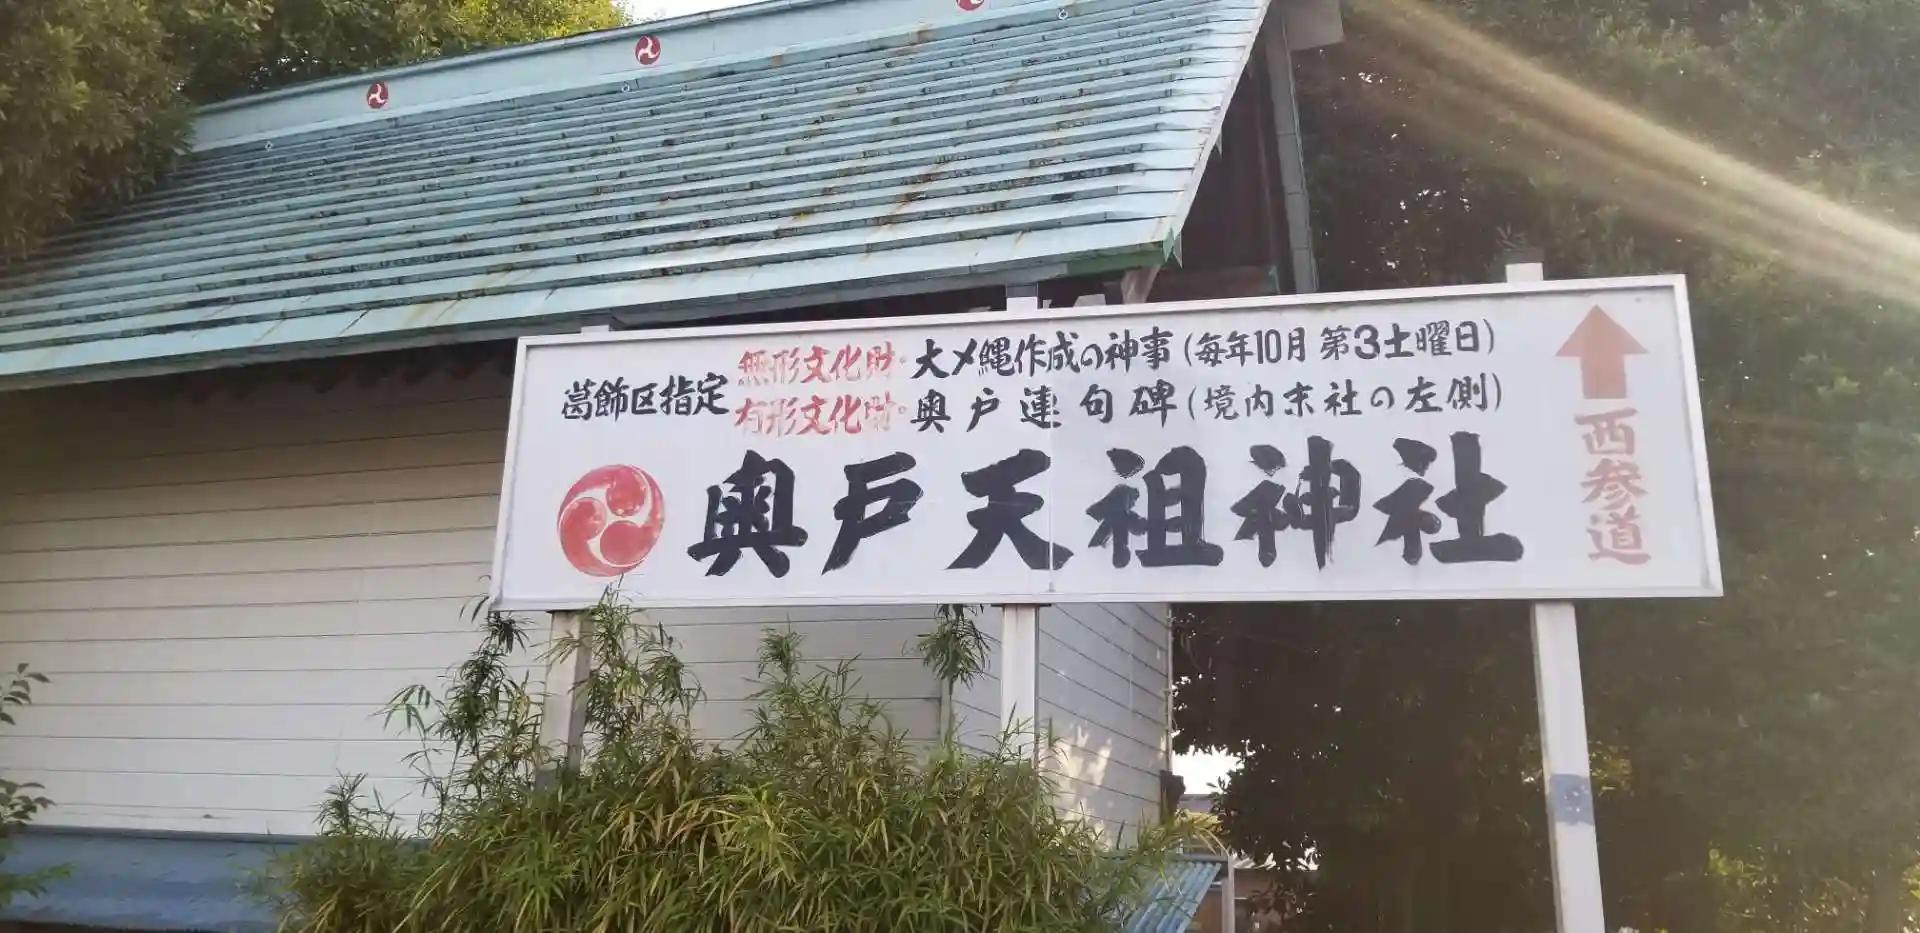 葛飾区指定
無形文化財・大〆縄作成の神事(毎年10月第3土曜日)
有形文化財・奥戸連句碑(境内末社の左側)
奥戸天祖神社
西参道